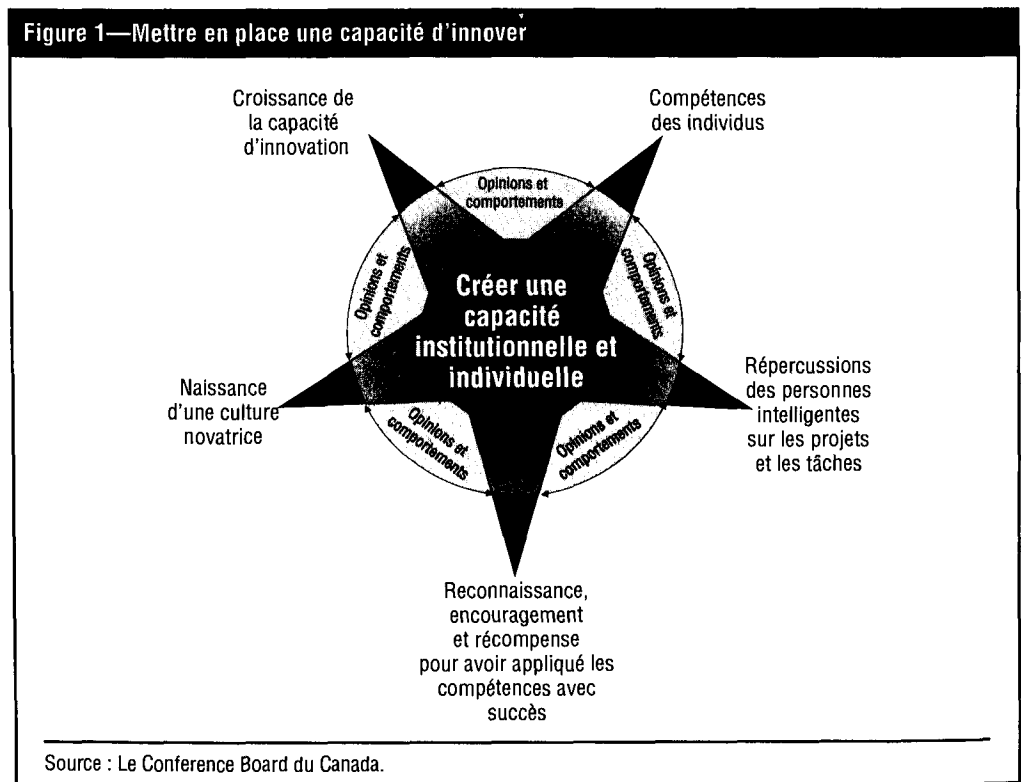 Figure 1—Mettre en place une capacité d'innover
Croissance de
la capacité
d'innovation
Compétences
des individus
Opinions et
comportements
Opinions et
comportements
Opinions et
comportements
Créer une
capacité
institutionnelle et
individuelle
Naissance
d'une culture
novatrice
Répercussions
des personnes
intelligentes
sur les projets
et les tâches
Opinions et
comportements
Opinions et
comportements
Reconnaissance,
encouragement
et récompense
pour avoir appliqué les
compétences avec
succès
Source : Le Conference Board du Canada.